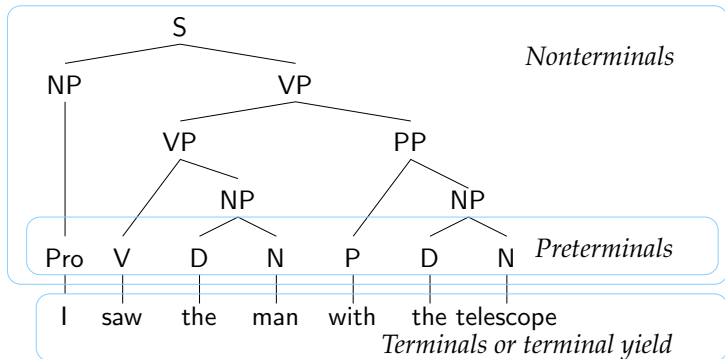 S
Nonterminals
NP VP
VP PP
NP NP
Preterminals
Pro V D N P D N
I saw the man with the telescope
Terminals or terminal yield